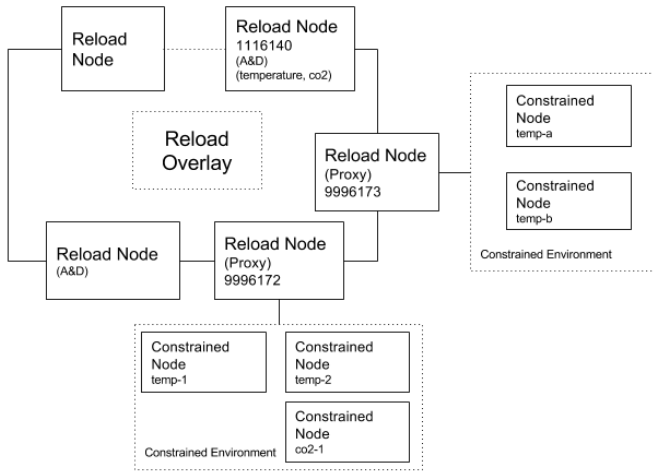 Reload
Node
Reload Node
1116140
(A&D)
(temperature, co2)
Reload
Overlay
Reload Node
(Proxy)
9996173
Constrained
Node
temp-a
Constrained
Node
temp-b
Constrained Environment
Reload Node
(A&D)
Reload Node
(Proxy)
9996172
Constrained
Node
temp-1
Constrained
Node
temp-2
Constrained
Node
co2-1
Constrained Environment